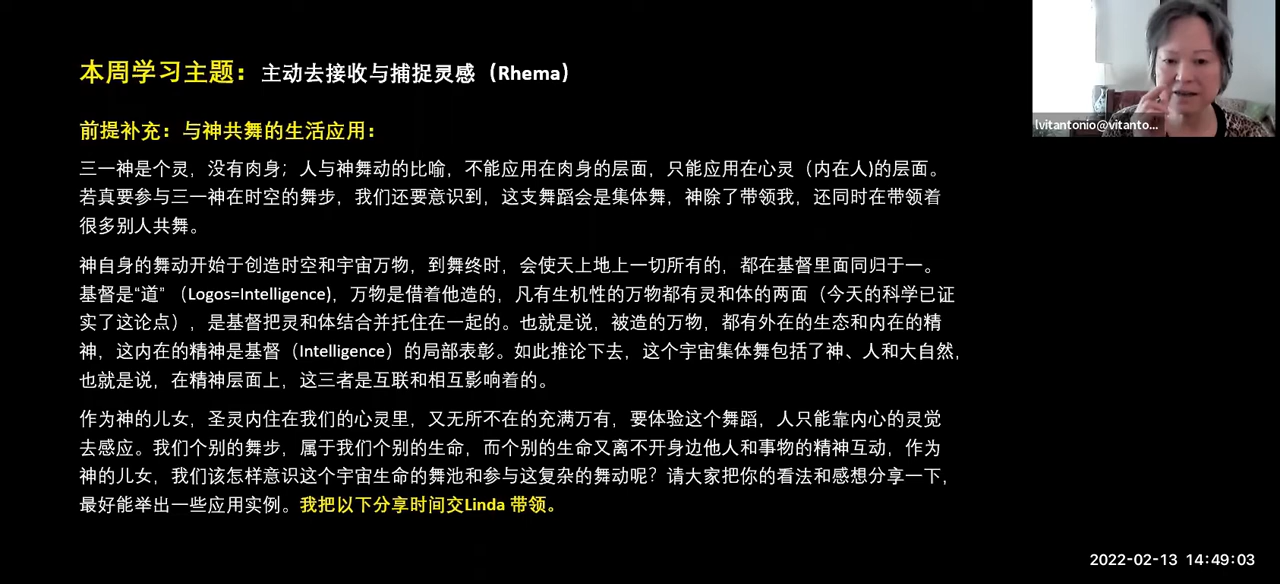 本周学习主题：主动去接收与捕捉灵感（Rhema）
lvitantonio@vitanto...
前提补充：与神共舞的生活应用：
三一神是个灵，没有肉身；人与神舞动的比喻，不能应用在肉身的层面，只能应用在心灵（内在人)的层面。
若真要参与三一神在时空的舞步，我们还要意识到，这支舞蹈会是集体舞，神除了带领我，还同时在带领着
很多别人共舞。
神自身的舞动开始于创造时空和宇宙万物，到舞终时，会使天上地上一切所有的，都在基督里面同归于一。
基督是“道”（Logos=Intelligence)，万物是借着他造的，凡有生机性的万物都有灵和体的两面（今天的科学已证
实了这论点），是基督把灵和体结合并托住在一起的。也就是说，被造的万物，都有外在的生态和内在的精
神，这内在的精神是基督（Intelligence）的局部表彰。如此推论下去，这个宇宙集体舞包括了神、人和大自然，
也就是说，在精神层面上，这三者是互联和相互影响着的。
作为神的儿女，圣灵内住在我们的心灵里，又无所不在的充满万有，要体验这个舞蹈，人只能靠内心的灵觉
去感应。我们个别的舞步，属于我们个别的生命，而个别的生命又离不开身边他人和事物的精神互动，作为
神的儿女，我们该怎样意识这个宇宙生命的舞池和参与这复杂的舞动呢？请大家把你的看法和感想分享一下，
最好能举出一些应用实例。我把以下分享时间交Linda 带领。
2022-02-13 14:49:03